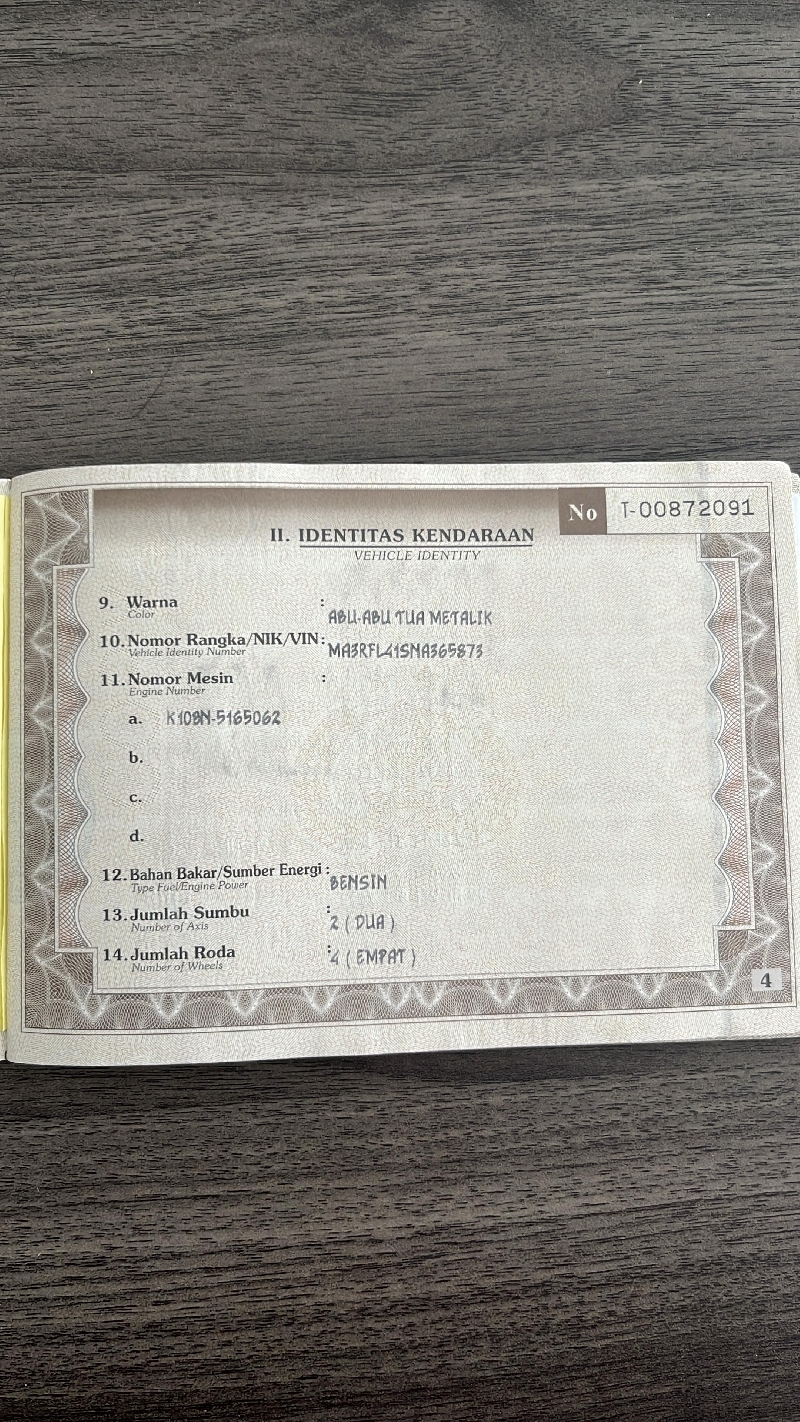 No T-00872091
II. IDENTITAS KENDARAAN
VEHICLE IDENTITY
9. Warna : ABU-ABU TUA METALIK
Color
10. Nomor Rangka/NIK/VIN : MA3RFL41SNA365873
Vehicle Identity Number
11. Nomor Mesin :
Engine Number
a. K10BN-5165062
b.
c.
d.
12. Bahan Bakar/Sumber Energi : BENSIN
Type Fuel/Engine Power
13. Jumlah Sumbu : 2 ( DUA )
Number of Axis
14. Jumlah Roda : 4 ( EMPAT )
Number of Wheels
4